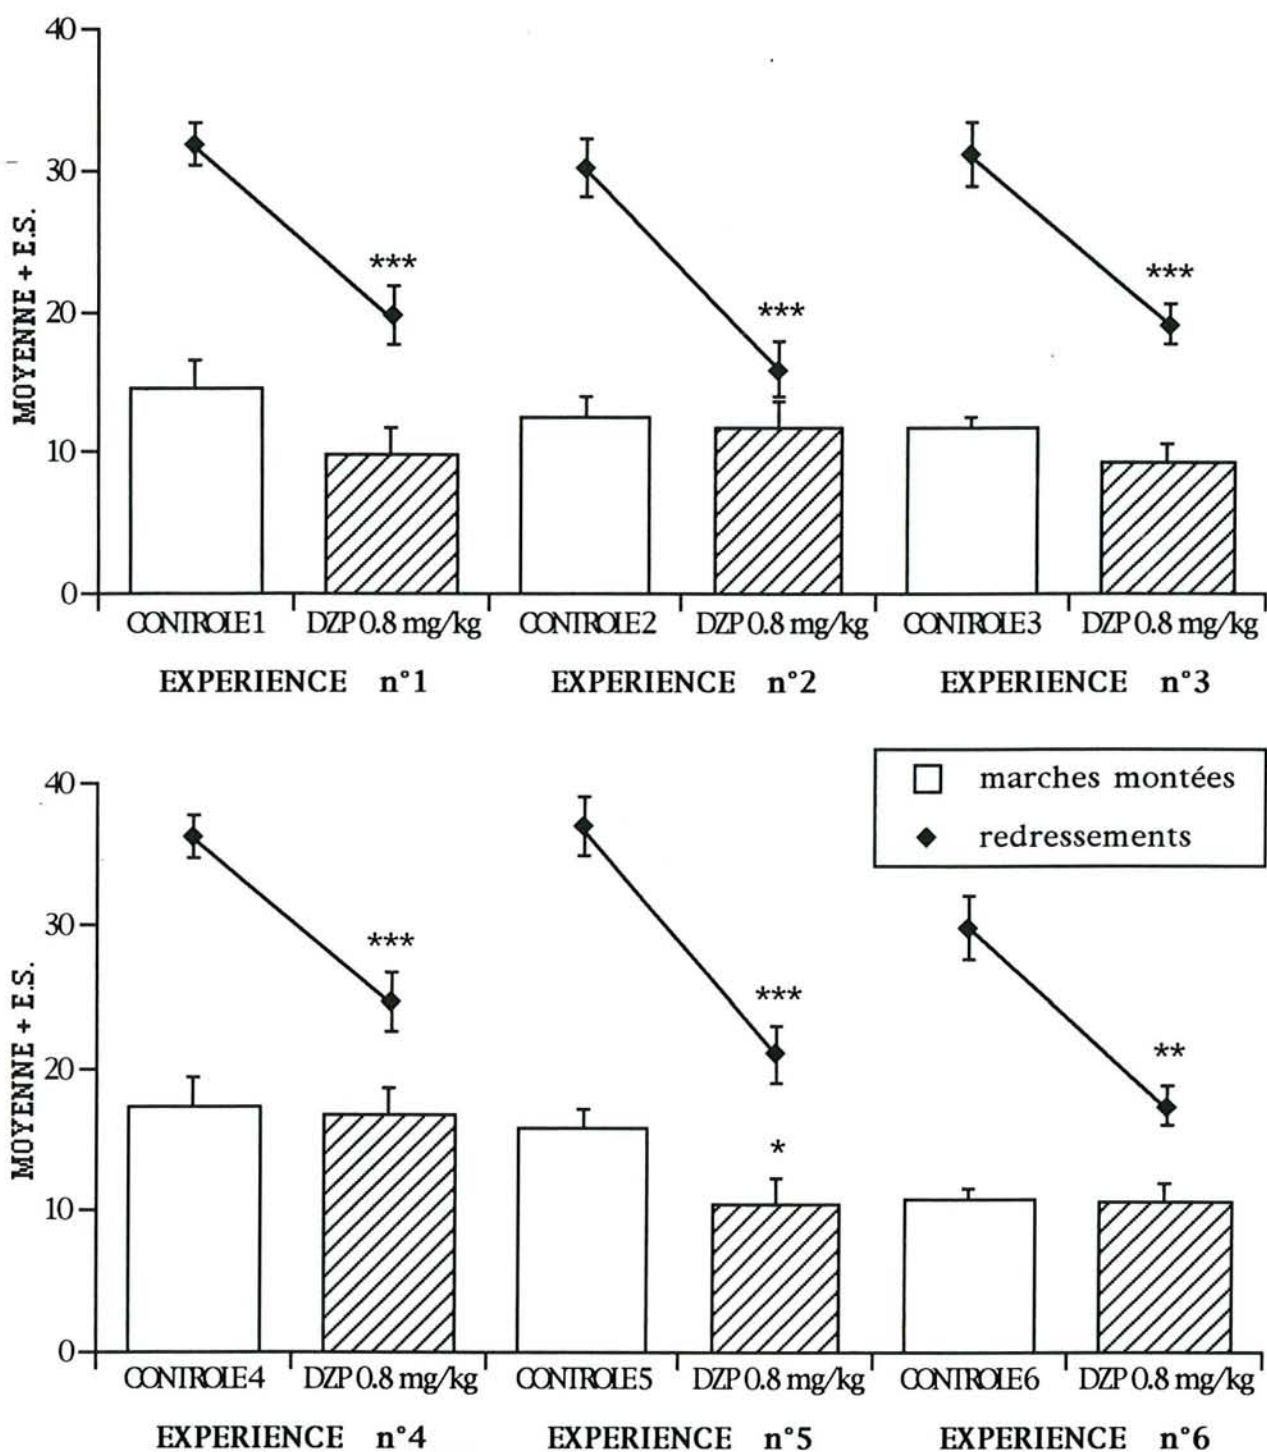 40
30
20
10
0
MOYENNE + E.S.
***
***
***
CONTROLE1 DZP 0.8 mg/kg CONTROLE2 DZP 0.8 mg/kg CONTROLE3 DZP 0.8 mg/kg
EXPERIENCE n°1 EXPERIENCE n°2 EXPERIENCE n°3
marches montées
redressements
40
30
20
10
0
MOYENNE + E.S.
***
***
*
**
CONTROLE4 DZP 0.8 mg/kg CONTROLE5 DZP 0.8 mg/kg CONTROLE6 DZP 0.8 mg/kg
EXPERIENCE n°4 EXPERIENCE n°5 EXPERIENCE n°6